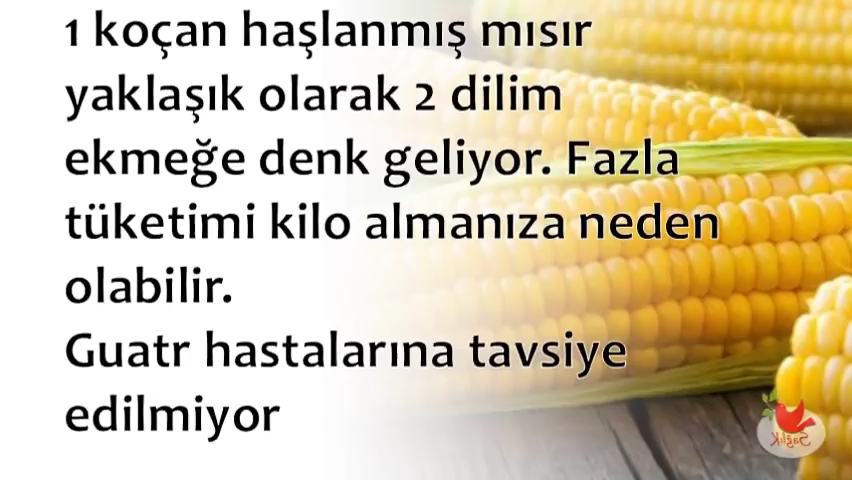 1 koçan haşlanmış mısır
yaklaşık olarak 2 dilim
ekmeğe denk geliyor. Fazla
tüketimi kilo almanıza neden
olabilir.
Guatr hastalarına tavsiye
edilmiyor
Sağlık